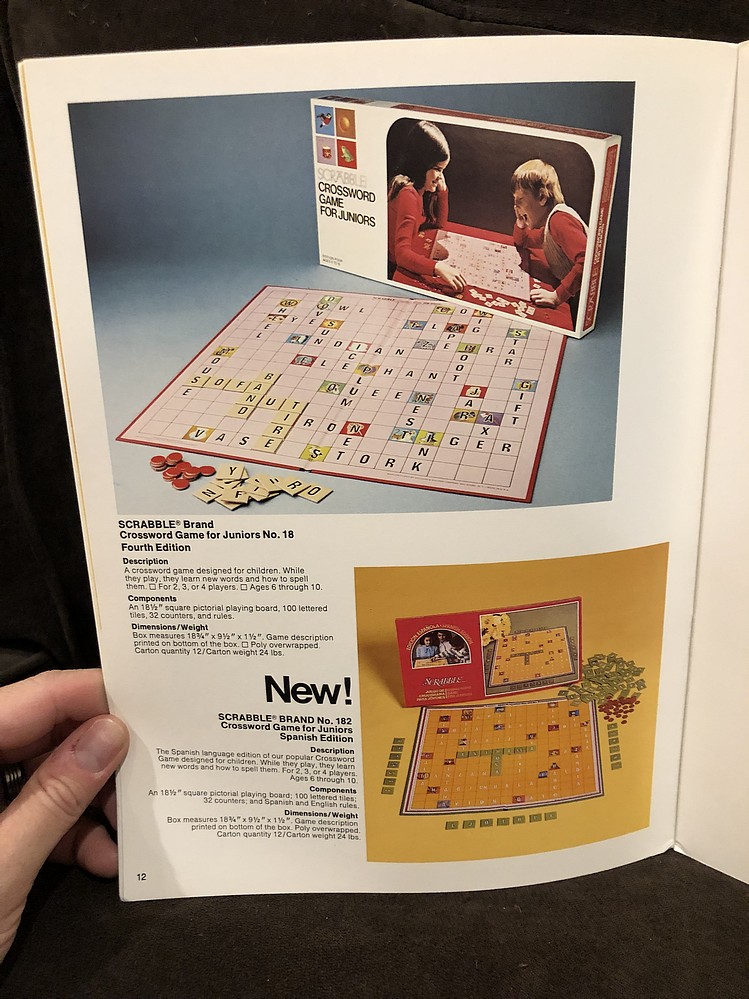 SCRABBLE
CROSSWORD
GAME
FOR JUNIORS
SCRABBLE® Brand
Crossword Game for Juniors No. 18
Fourth Edition
Description
A crossword game designed for children. While
they play, they learn new words and how to spell
them. □ For 2, 3, or 4 players. □ Ages 6 through 10.
Components
An 18½″ square pictorial playing board, 100 lettered
tiles, 32 counters, and rules.
Dimensions/Weight
Box measures 18¾″ x 9½″ x 1½″. Game description
printed on bottom of the box. □ Poly overwrapped.
Carton quantity 12/Carton weight 24 lbs.
New!
SCRABBLE® BRAND No. 182
Crossword Game for Juniors
Spanish Edition
Description
The Spanish language edition of our popular Crossword
Game designed for children. While they play, they learn
new words and how to spell them. For 2, 3, or 4 players.
Ages 6 through 10.
Components
An 18½″ square pictorial playing board; 100 lettered tiles;
32 counters; and Spanish and English rules.
Dimensions/Weight
Box measures 18¾″ x 9½″ x 1½″. Game description
printed on bottom of box. Poly overwrapped.
Carton quantity 12/Carton weight 24 lbs.
EDICIÓN ESPAÑOLA
SCRABBLE
12